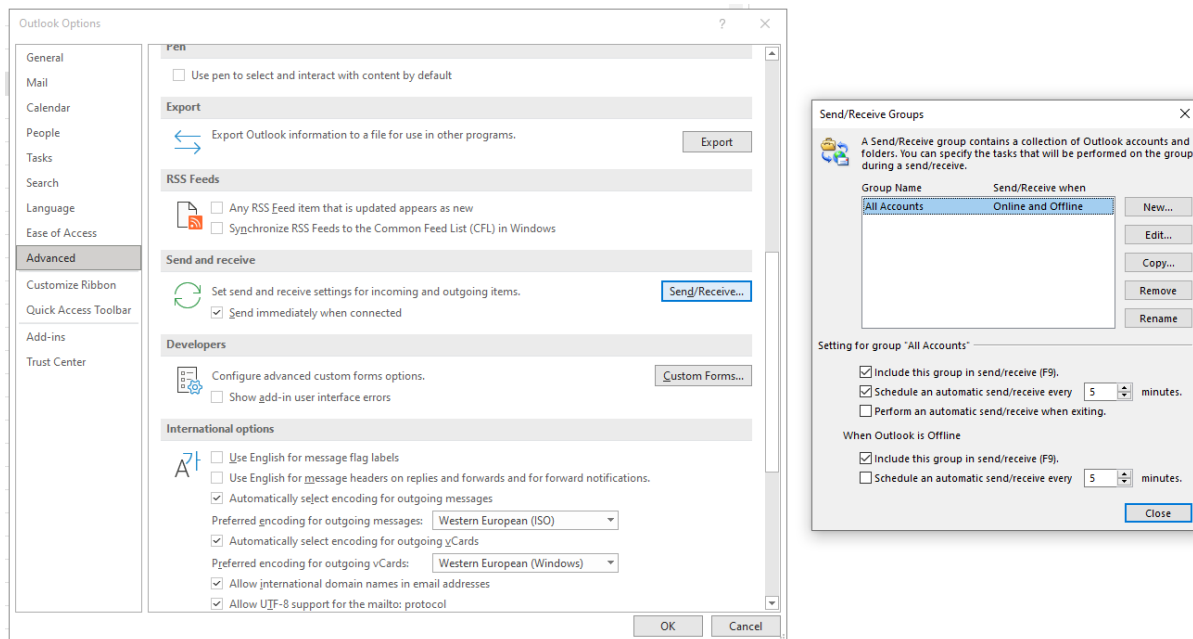 Outlook Options
?
General
Mail
Calendar
People
Tasks
Search
Language
Ease of Access
Advanced
Customize Ribbon
Quick Access Toolbar
Add-ins
Trust Center
Pen
Use pen to select and interact with content by default
Export
Export Outlook information to a file for use in other programs.
Export
RSS Feeds
Any RSS Feed item that is updated appears as new
Synchronize RSS Feeds to the Common Feed List (CFL) in Windows
Send and receive
Set send and receive settings for incoming and outgoing items.
Send/Receive...
Send immediately when connected
Developers
Configure advanced custom forms options.
Custom Forms...
Show add-in user interface errors
International options
Use English for message flag labels
Use English for message headers on replies and forwards and for forward notifications.
Automatically select encoding for outgoing messages
Preferred encoding for outgoing messages: Western European (ISO)
Automatically select encoding for outgoing vCards
Preferred encoding for outgoing vCards: Western European (Windows)
Allow international domain names in email addresses
Allow UTF-8 support for the mailto: protocol
OK Cancel
Send/Receive Groups
A Send/Receive group contains a collection of Outlook accounts and
folders. You can specify the tasks that will be performed on the group
during a send/receive.
Group Name Send/Receive when
All Accounts Online and Offline
New...
Edit...
Copy...
Remove
Rename
Setting for group "All Accounts"
Include this group in send/receive (F9).
Schedule an automatic send/receive every 5 minutes.
Perform an automatic send/receive when exiting.
When Outlook is Offline
Include this group in send/receive (F9).
Schedule an automatic send/receive every 5 minutes.
Close